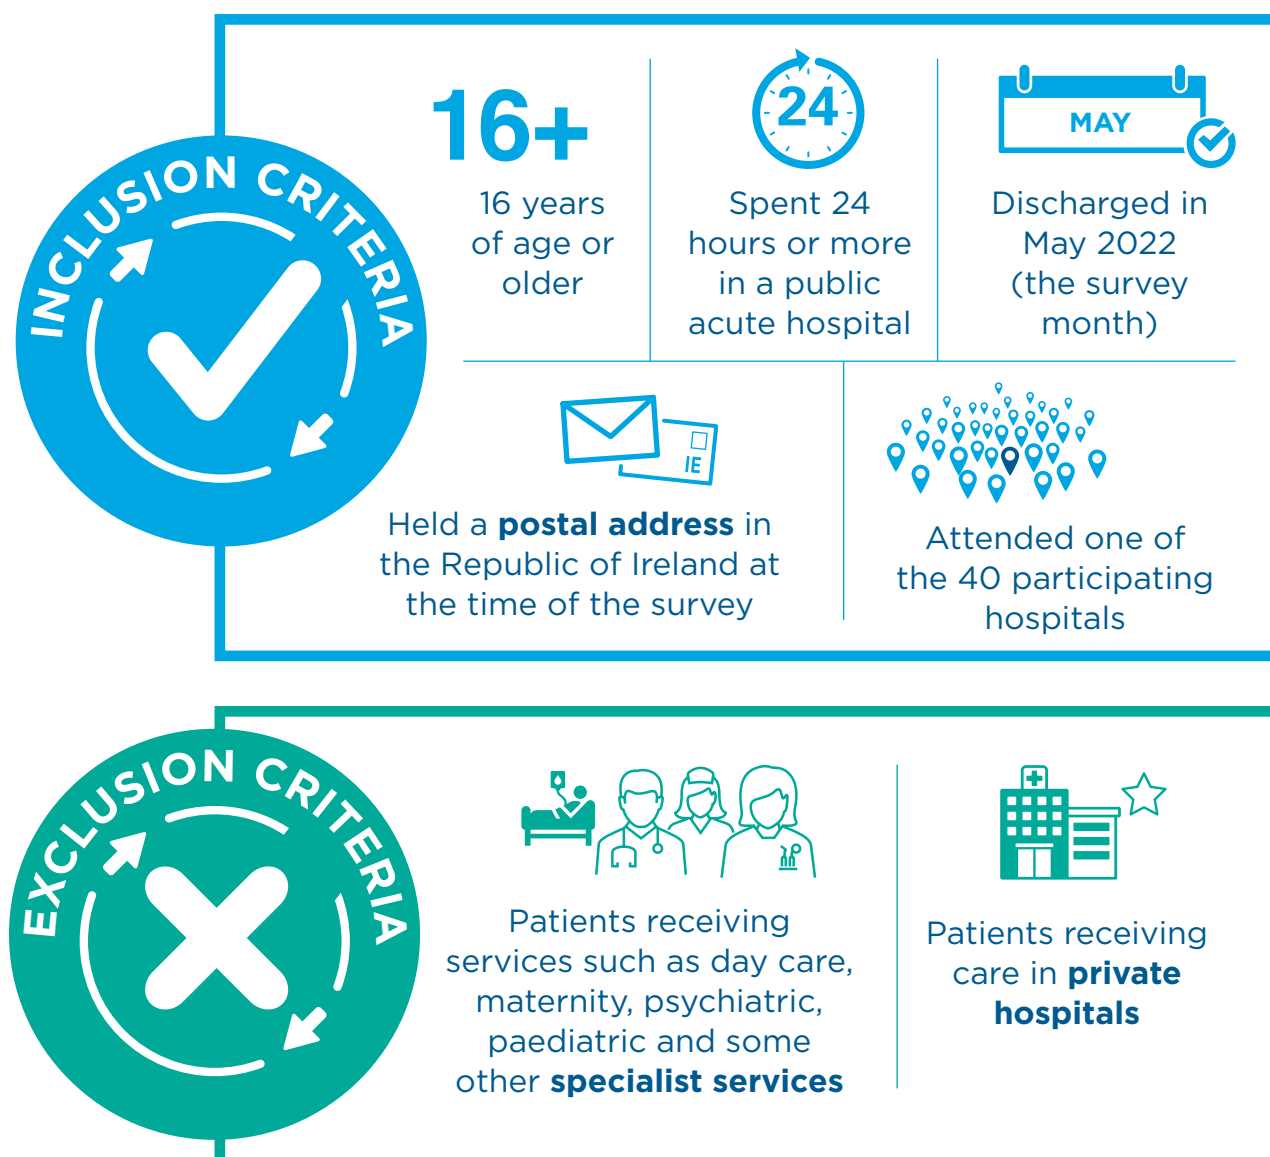 INCLUSION CRITERIA
16+
16 years
of age or
older
24
Spent 24
hours or more
in a public
acute hospital
MAY
Discharged in
May 2022
(the survey
month)
IE
Held a postal address in
the Republic of Ireland at
the time of the survey
Attended one of
the 40 participating
hospitals
EXCLUSION CRITERIA
Patients receiving
services such as day care,
maternity, psychiatric,
paediatric and some
other specialist services
Patients receiving
care in private
hospitals